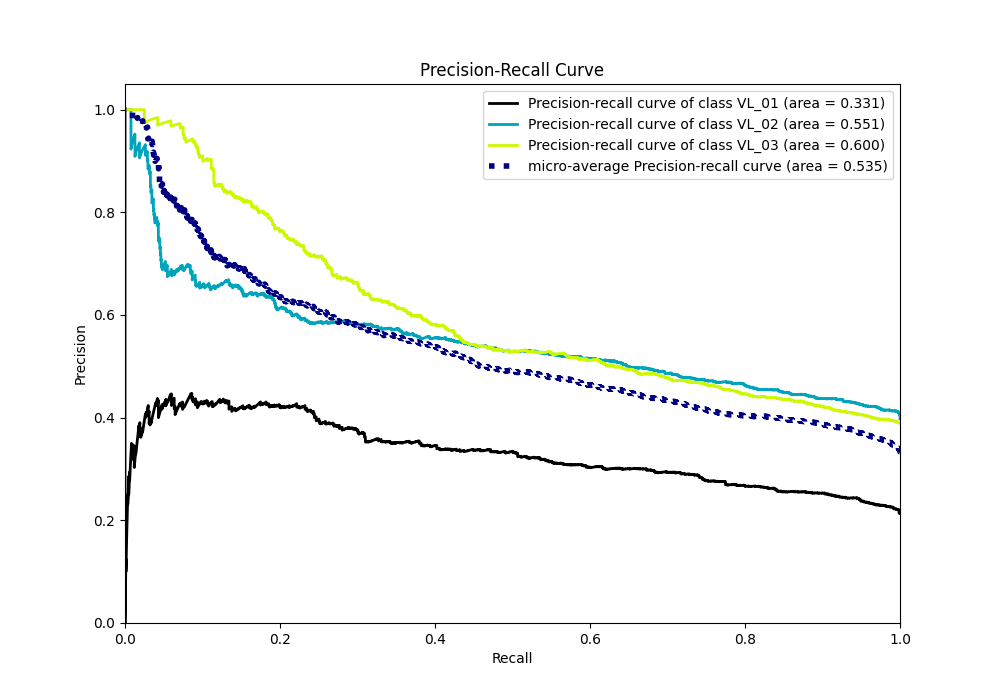 Precision-Recall Curve
Precision-recall curve of class VL_01 (area = 0.331)
Precision-recall curve of class VL_02 (area = 0.551)
Precision-recall curve of class VL_03 (area = 0.600)
micro-average Precision-recall curve (area = 0.535)
Precision
1.0
0.8
0.6
0.4
0.2
0.0
0.0 0.2 0.4 0.6 0.8 1.0
Recall